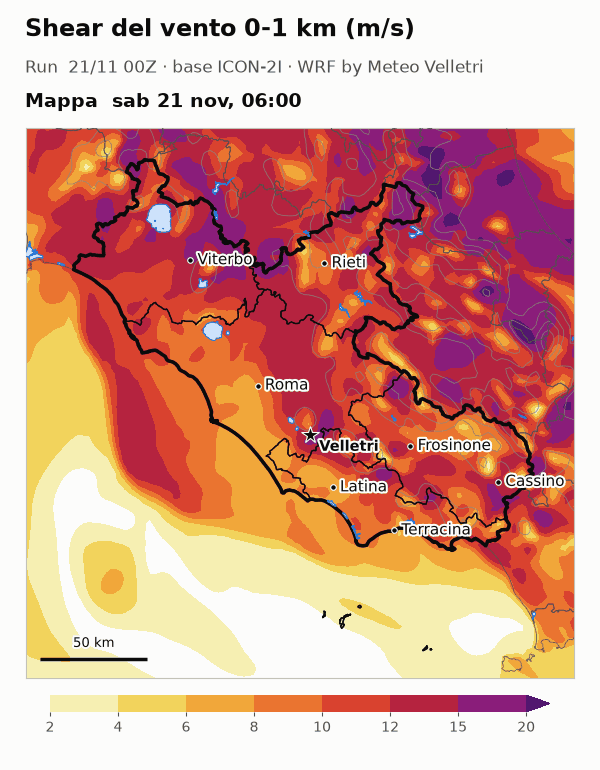 Shear del vento 0-1 km (m/s)
Run  21/11 00Z · base ICON-2I · WRF by Meteo Velletri
Mappa  sab 21 nov, 06:00
Viterbo
Rieti
Roma
Velletri
Frosinone
Cassino
Latina
Terracina
50 km
2 4 6 8 10 12 15 20